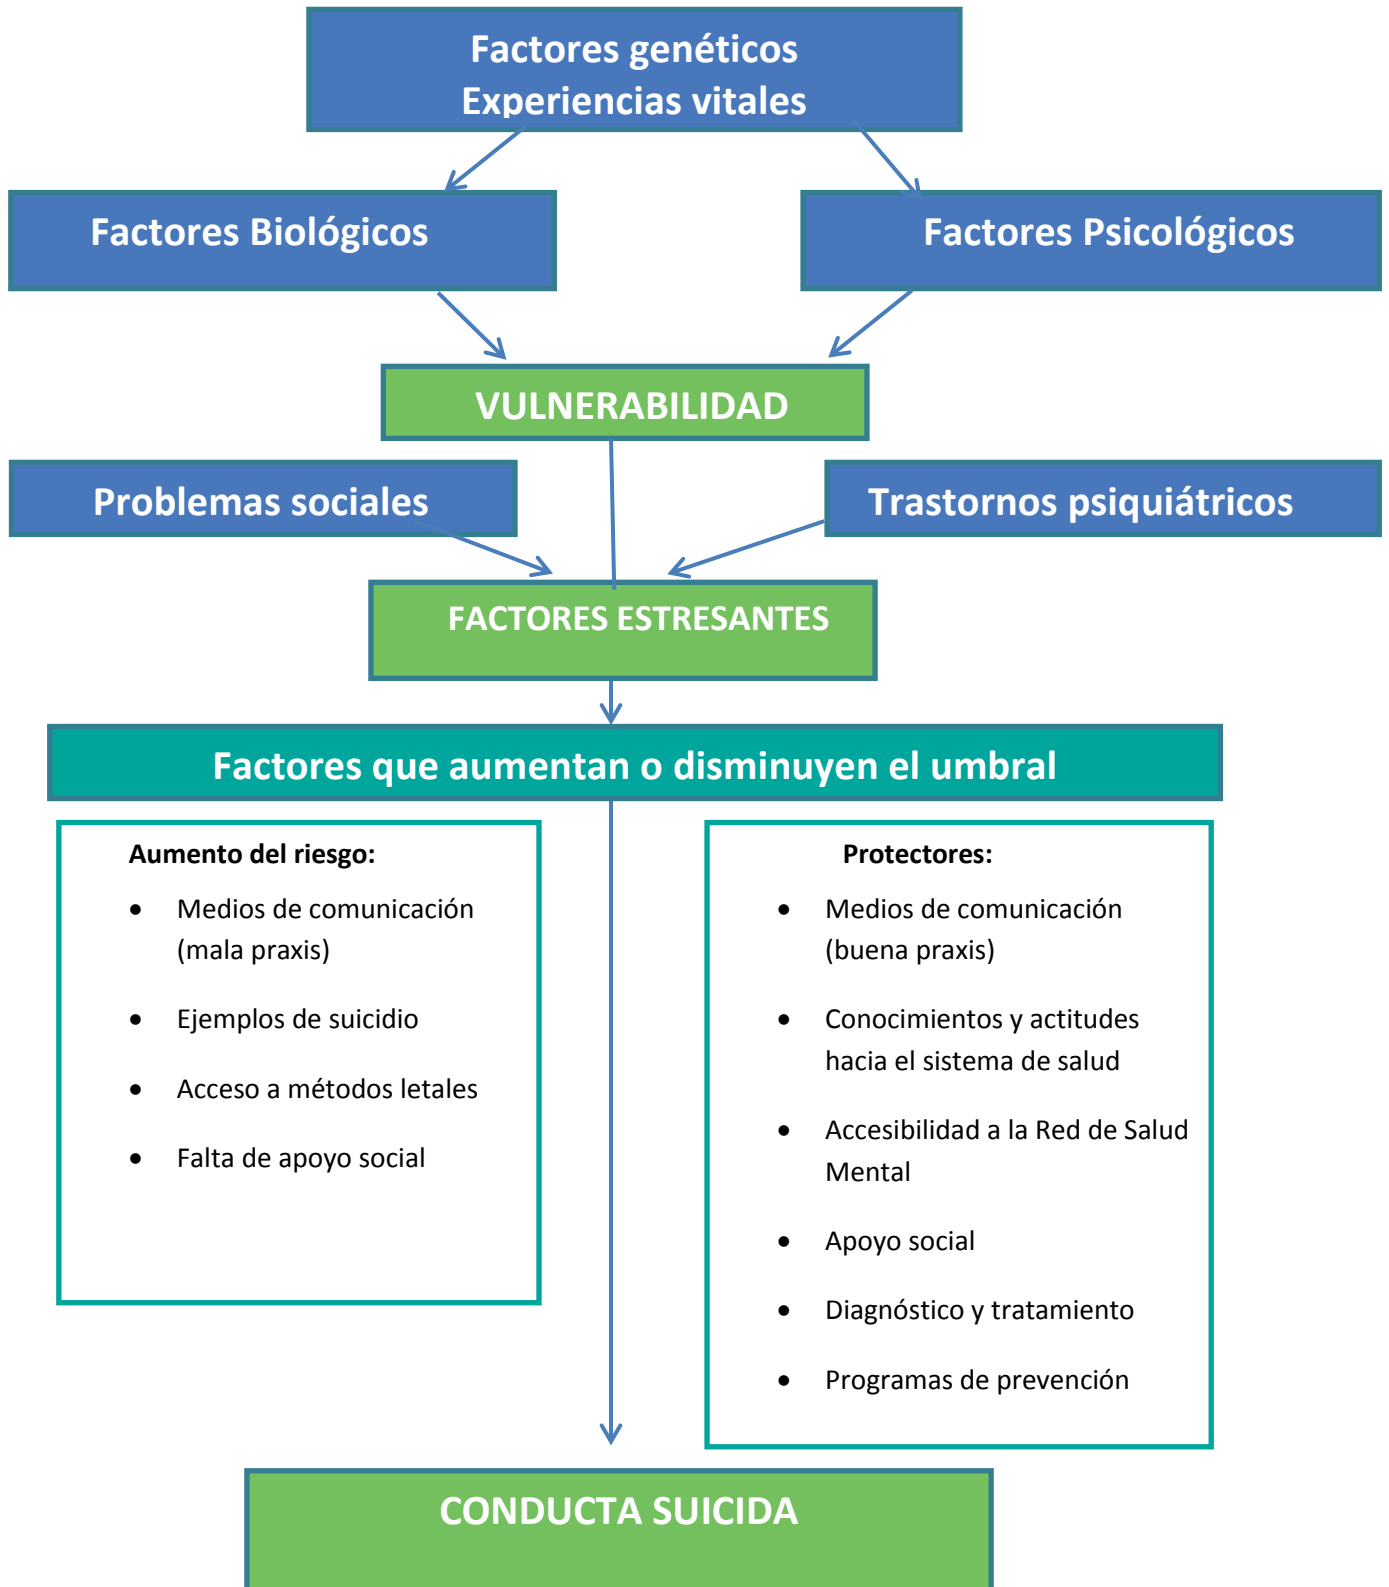 Factores genéticos
Experiencias vitales
Factores Biológicos
Factores Psicológicos
VULNERABILIDAD
Problemas sociales
Trastornos psiquiátricos
FACTORES ESTRESANTES
Factores que aumentan o disminuyen el umbral
Aumento del riesgo:
• Medios de comunicación
(mala praxis)
• Ejemplos de suicidio
• Acceso a métodos letales
• Falta de apoyo social
Protectores:
• Medios de comunicación
(buena praxis)
• Conocimientos y actitudes
hacia el sistema de salud
• Accesibilidad a la Red de Salud
Mental
• Apoyo social
• Diagnóstico y tratamiento
• Programas de prevención
CONDUCTA SUICIDA